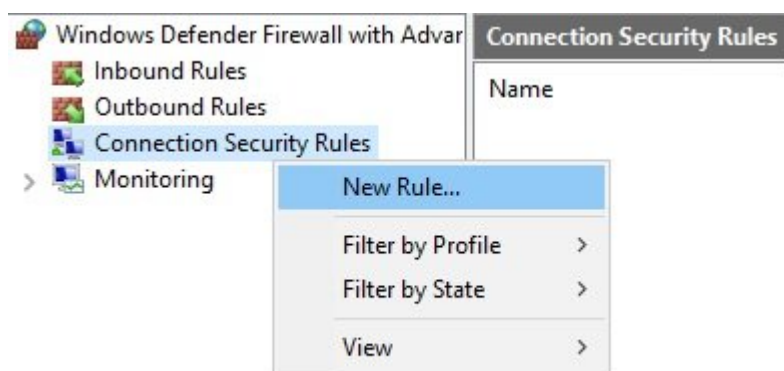 Windows Defender Firewall with Advar
Connection Security Rules
Inbound Rules
Name
Outbound Rules
Connection Security Rules
Monitoring
New Rule...
Filter by Profile
Filter by State
View